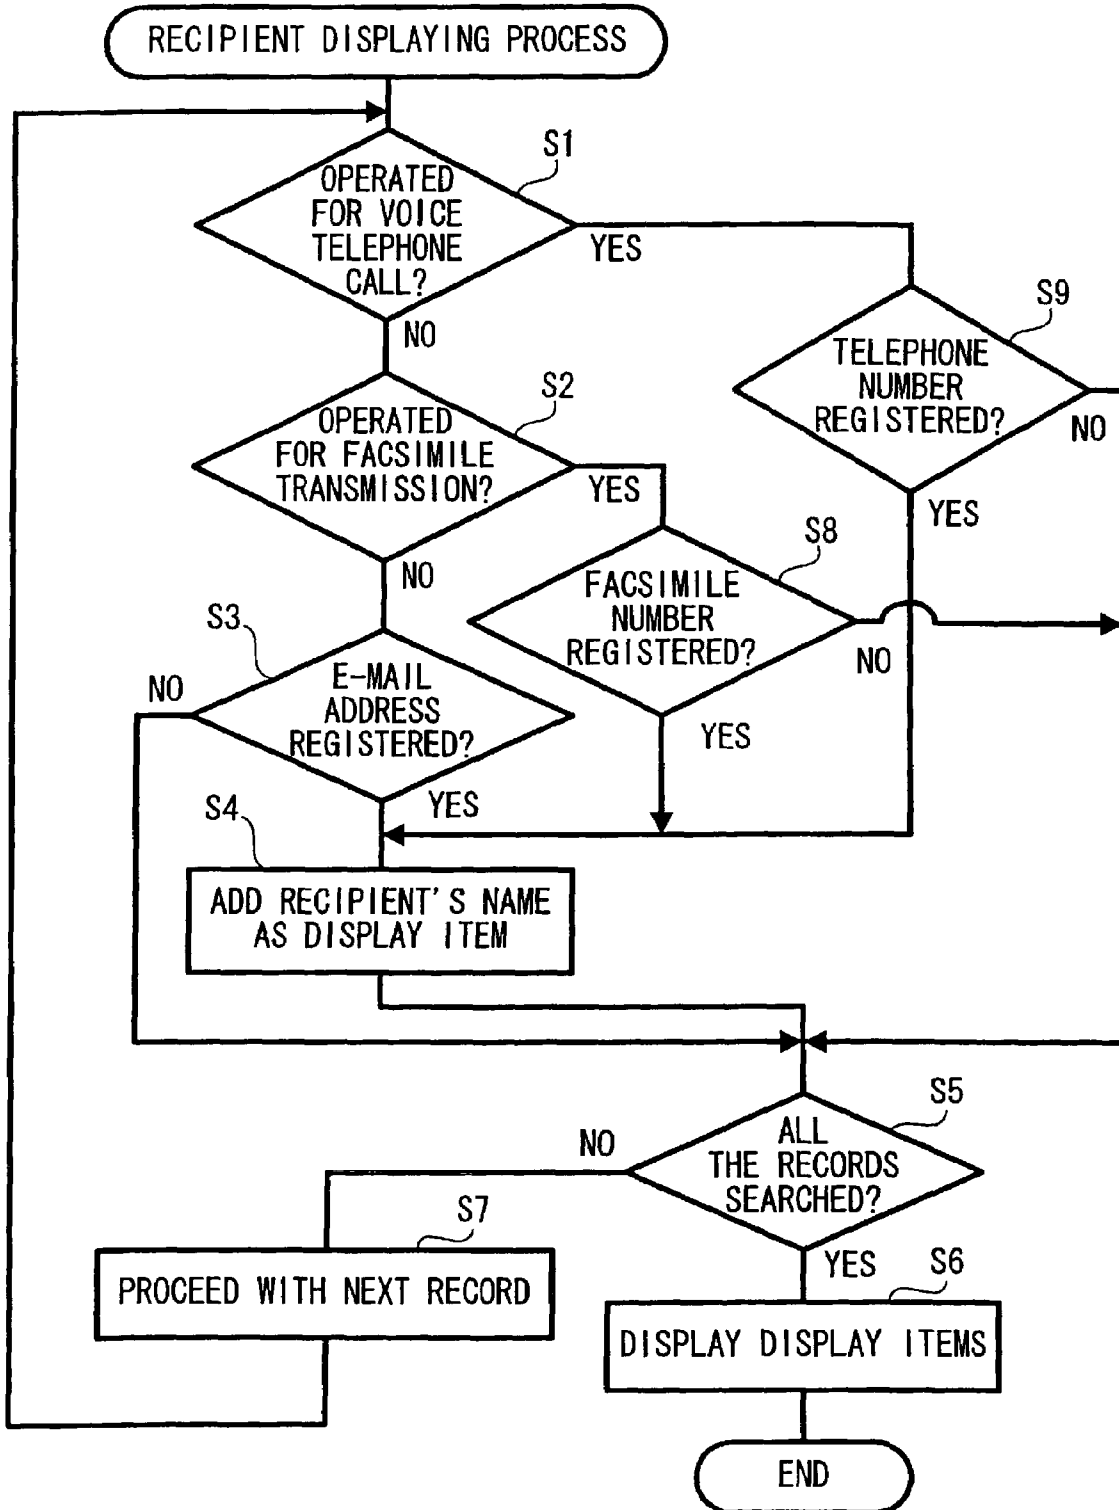 RECIPIENT DISPLAYING PROCESS
S1
OPERATED
FOR VOICE
TELEPHONE
CALL?
YES
NO
S9
TELEPHONE
NUMBER
REGISTERED?
NO
YES
S2
OPERATED
FOR FACSIMILE
TRANSMISSION?
YES
NO
S8
FACSIMILE
NUMBER
REGISTERED?
NO
YES
S3
NO
E-MAIL
ADDRESS
REGISTERED?
YES
S4
ADD RECIPIENT'S NAME
AS DISPLAY ITEM
S5
ALL
THE RECORDS
SEARCHED?
NO
YES
S7
PROCEED WITH NEXT RECORD
S6
DISPLAY DISPLAY ITEMS
END